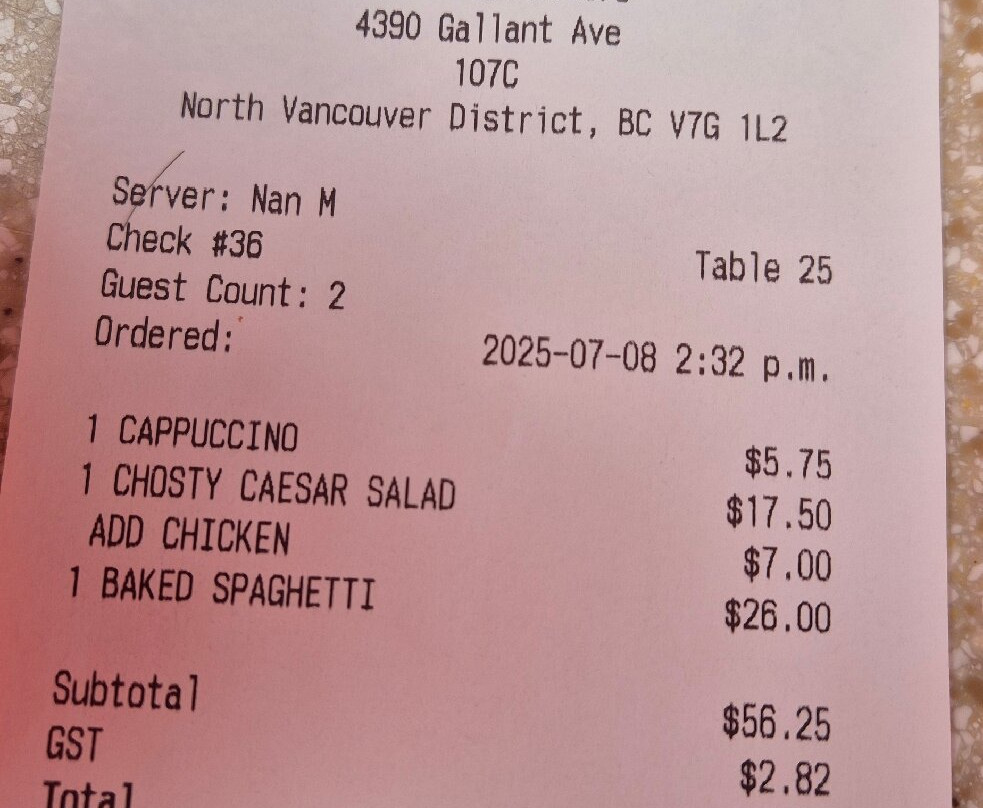 4390 Gallant Ave
107C
North Vancouver District, BC V7G 1L2
Server: Nan M
Check #36 Table 25
Guest Count: 2
Ordered: 2025-07-08 2:32 p.m.
1 CAPPUCCINO $5.75
1 CHOSTY CAESAR SALAD $17.50
ADD CHICKEN $7.00
1 BAKED SPAGHETTI $26.00
Subtotal $56.25
GST $2.82
Total